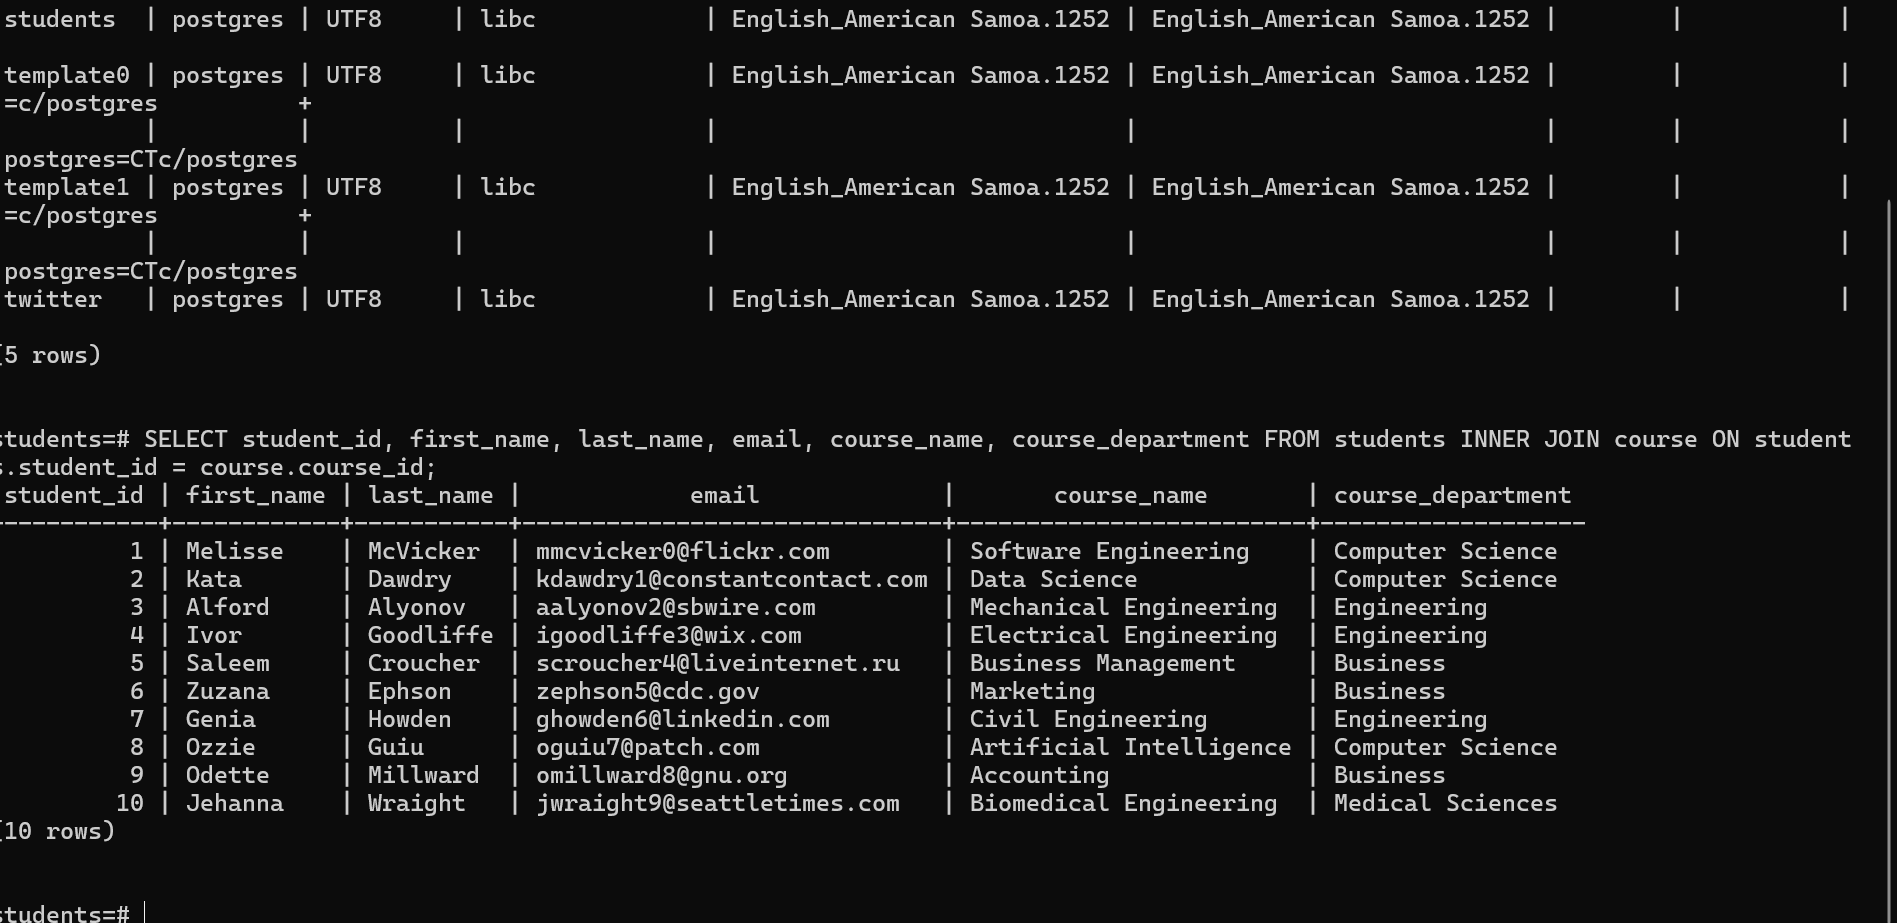 students  | postgres | UTF8     | libc            | English_American Samoa.1252 | English_American Samoa.1252 |        |           |
template0 | postgres | UTF8     | libc            | English_American Samoa.1252 | English_American Samoa.1252 |        |           |
=c/postgres          +
          |          |          |                 |                             |                             |        |           |
postgres=CTc/postgres
template1 | postgres | UTF8     | libc            | English_American Samoa.1252 | English_American Samoa.1252 |        |           |
=c/postgres          +
          |          |          |                 |                             |                             |        |           |
postgres=CTc/postgres
twitter   | postgres | UTF8     | libc            | English_American Samoa.1252 | English_American Samoa.1252 |        |           |
(5 rows)
students=# SELECT student_id, first_name, last_name, email, course_name, course_department FROM students INNER JOIN course ON student
s.student_id = course.course_id;
student_id | first_name | last_name |            email             |       course_name       | course_department
-----------+------------+-----------+------------------------------+-------------------------+-------------------
         1 | Melisse    | McVicker  | mmcvicker0@flickr.com        | Software Engineering    | Computer Science
         2 | Kata       | Dawdry    | kdawdry1@constantcontact.com | Data Science            | Computer Science
         3 | Alford     | Alyonov   | aalyonov2@sbwire.com         | Mechanical Engineering  | Engineering
         4 | Ivor       | Goodliffe | igoodliffe3@wix.com          | Electrical Engineering  | Engineering
         5 | Saleem     | Croucher  | scroucher4@liveinternet.ru   | Business Management     | Business
         6 | Zuzana     | Ephson    | zephson5@cdc.gov             | Marketing               | Business
         7 | Genia      | Howden    | ghowden6@linkedin.com        | Civil Engineering       | Engineering
         8 | Ozzie      | Guiu      | oguiu7@patch.com             | Artificial Intelligence | Computer Science
         9 | Odette     | Millward  | omillward8@gnu.org           | Accounting              | Business
        10 | Jehanna    | Wraight   | jwraight9@seattletimes.com   | Biomedical Engineering  | Medical Sciences
(10 rows)
students=#